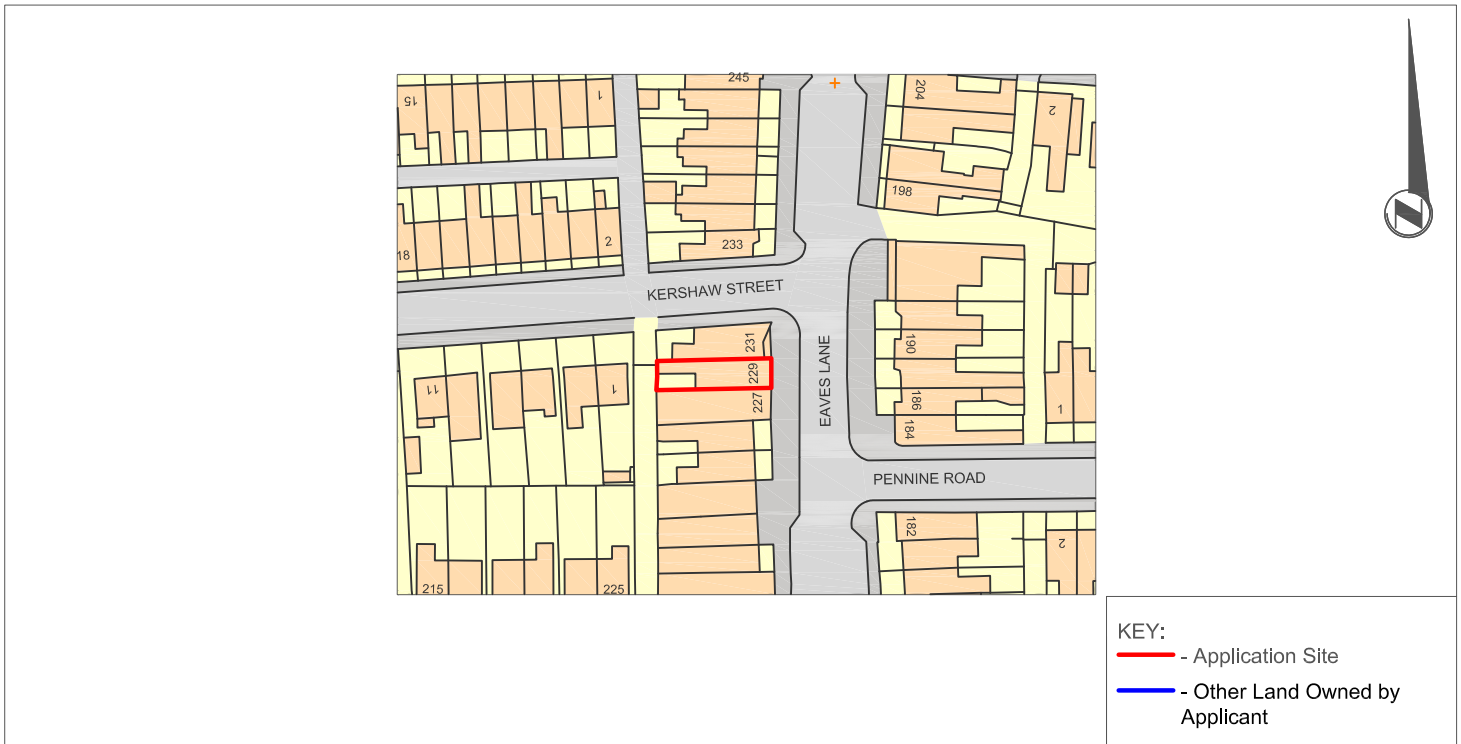 245
204
15
1
2
198
18
2
233
KERSHAW STREET
231
229
227
EAVES LANE
190
186
184
11
1
1
PENNINE ROAD
182
2
215
225
N
KEY:
- Application Site
- Other Land Owned by
Applicant